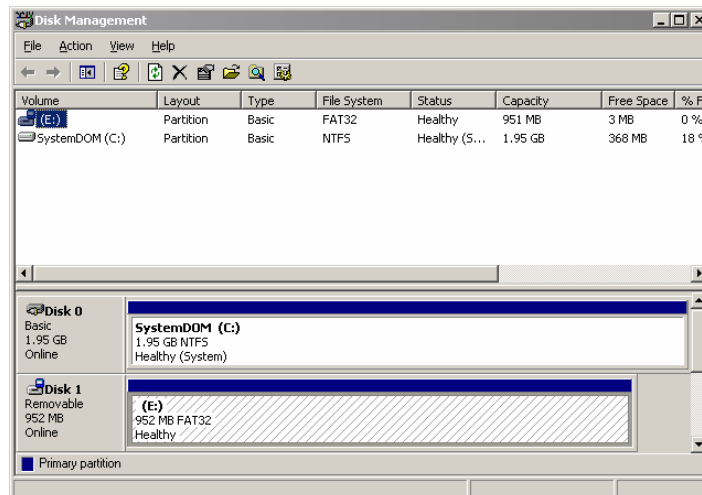 Disk Management
File Action View Help
Volume Layout Type File System Status Capacity Free Space % F
(E:) Partition Basic FAT32 Healthy 951 MB 3 MB 0 %
SystemDOM (C:) Partition Basic NTFS Healthy (S... 1.95 GB 368 MB 18 %
Disk 0
Basic
1.95 GB
Online
SystemDOM (C:)
1.95 GB NTFS
Healthy (System)
Disk 1
Removable
952 MB
Online
(E:)
952 MB FAT32
Healthy
Primary partition